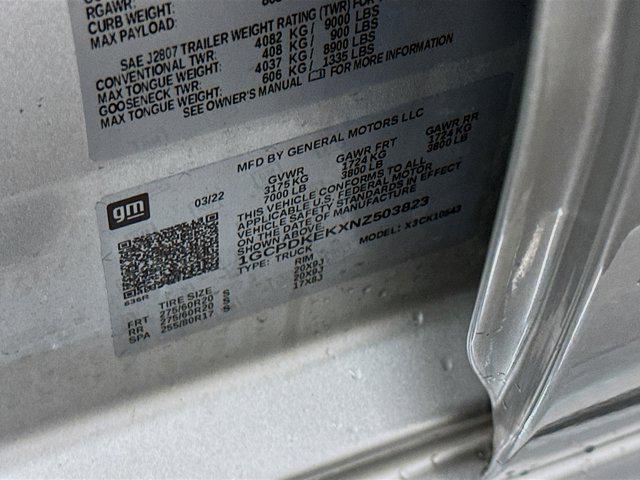 RGAWR:
CURB WEIGHT:
MAX PAYLOAD:
SAE J2807 TRAILER WEIGHT RATING (TWR) FOR
CONVENTIONAL TWR: 4082 KG/ 9000 LBS
MAX TONGUE WEIGHT: 408 KG/ 900 LBS
GOOSENECK TWR: 4037 KG/ 8900 LBS
MAX TONGUE WEIGHT: 606 KG/ 1335 LBS
SEE OWNER'S MANUAL FOR MORE INFORMATION
MFD BY GENERAL MOTORS LLC
gm
03/22
GVWR GAWR FRT GAWR RR
3175 KG 1724 KG 1724 KG
7000 LB 3800 LB 3800 LB
THIS VEHICLE CONFORMS TO ALL
APPLICABLE U.S. FEDERAL MOTOR
VEHICLE SAFETY STANDARDS IN EFFECT
ON THE DATE OF MANUFACTURE
SHOWN ABOVE.
1GCPDKEKXNZ503823
TYPE: TRUCK MODEL: X3CK10543
636R
TIRE SIZE RIM
FRT 275/60R20 S 20X9J
RR 275/60R20 S 20X9J
SPA 255/80R17 S 17X8J